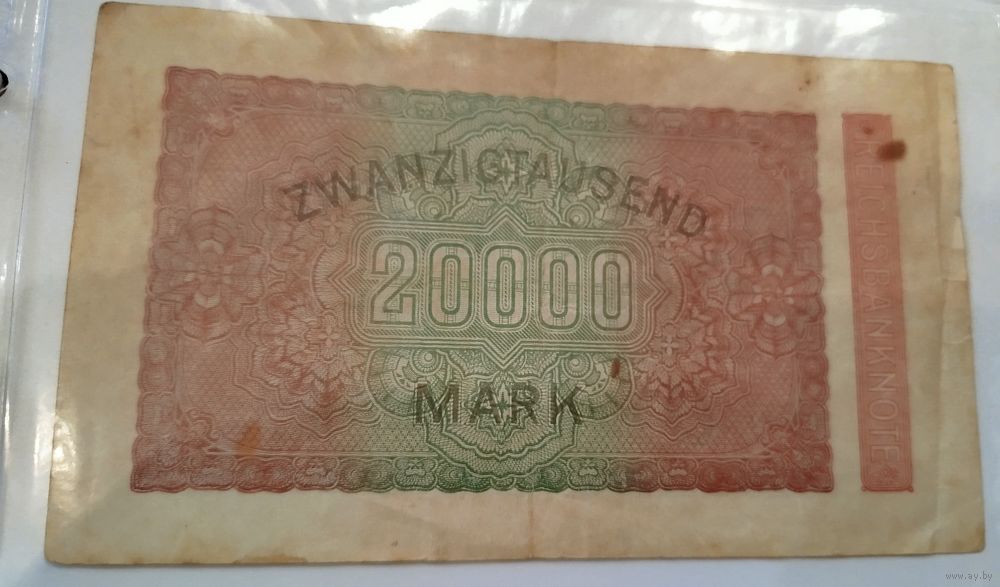 ZWANZIGTAUSEND
20000
MARK
REICHSBANKNOTE
www.ay.by